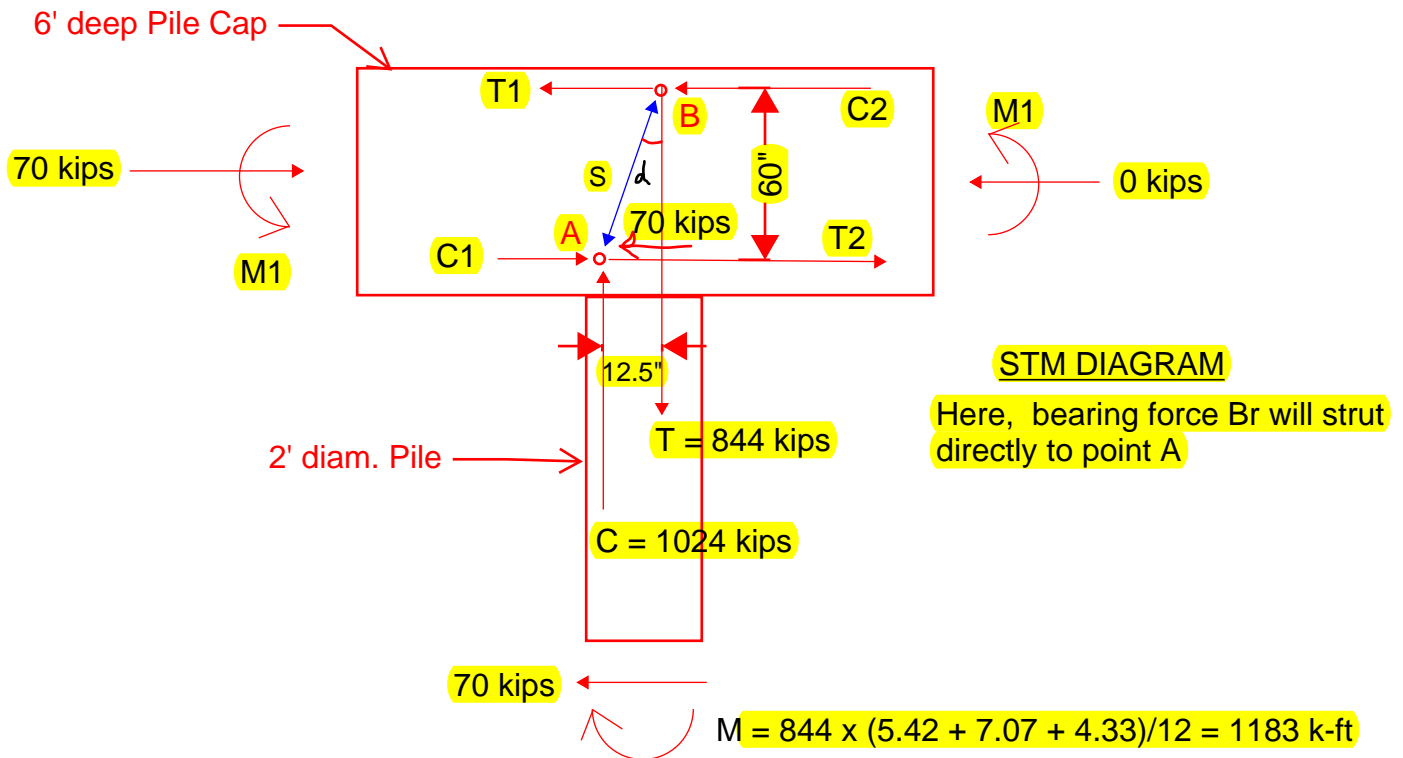 6' deep Pile Cap
T1
B
C2
M1
70 kips
S
d
60"
0 kips
A
70 kips
T2
C1
M1
12.5"
STM DIAGRAM
Here, bearing force Br will strut
directly to point A
T = 844 kips
2' diam. Pile
C = 1024 kips
70 kips
M = 844 x (5.42 + 7.07 + 4.33)/12 = 1183 k-ft